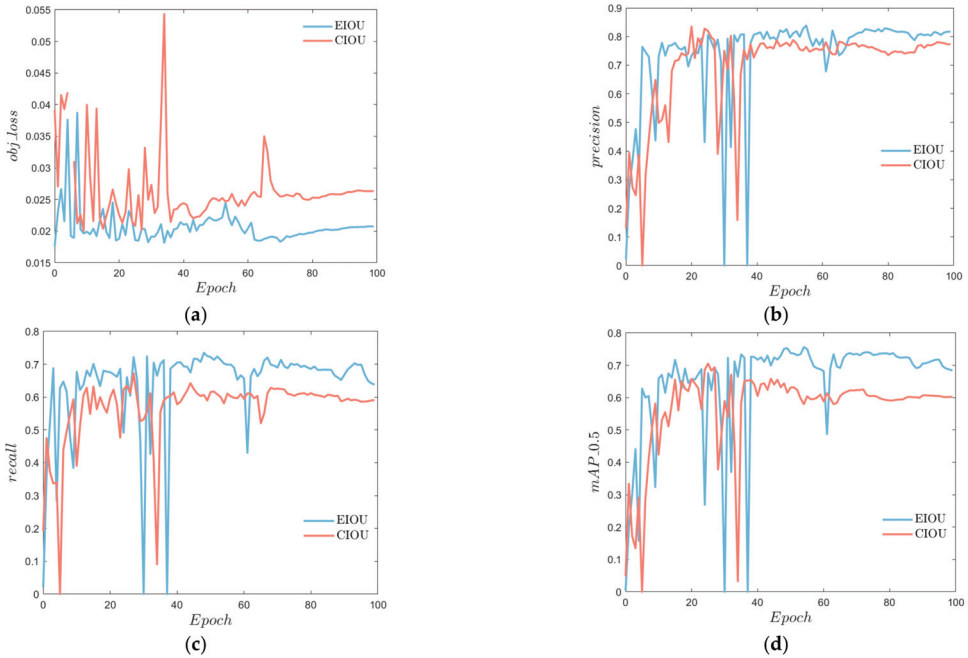 0.055
0.05
0.045
0.04
0.035
0.03
0.025
0.02
0.015
0 20 40 60 80 100
obj_loss
Epoch
EIOU
CIOU
(a)
0.9
0.8
0.7
0.6
0.5
0.4
0.3
0.2
0.1
0
0 20 40 60 80 100
precision
Epoch
EIOU
CIOU
(b)
0.8
0.7
0.6
0.5
0.4
0.3
0.2
0.1
0
0 20 40 60 80 100
recall
Epoch
EIOU
CIOU
(c)
0.8
0.7
0.6
0.5
0.4
0.3
0.2
0.1
0
0 20 40 60 80 100
mAP_0.5
Epoch
EIOU
CIOU
(d)